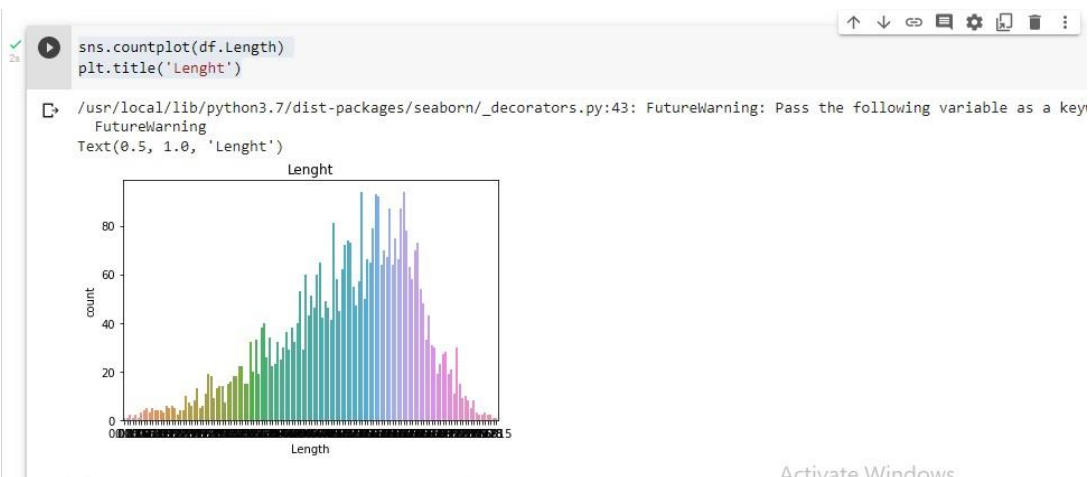 2s
sns.countplot(df.Length)
plt.title('Lenght')
/usr/local/lib/python3.7/dist-packages/seaborn/_decorators.py:43: FutureWarning: Pass the following variable as a key
FutureWarning
Text(0.5, 1.0, 'Lenght')
Lenght
80
60
40
20
0
count
Length
Activate Windows